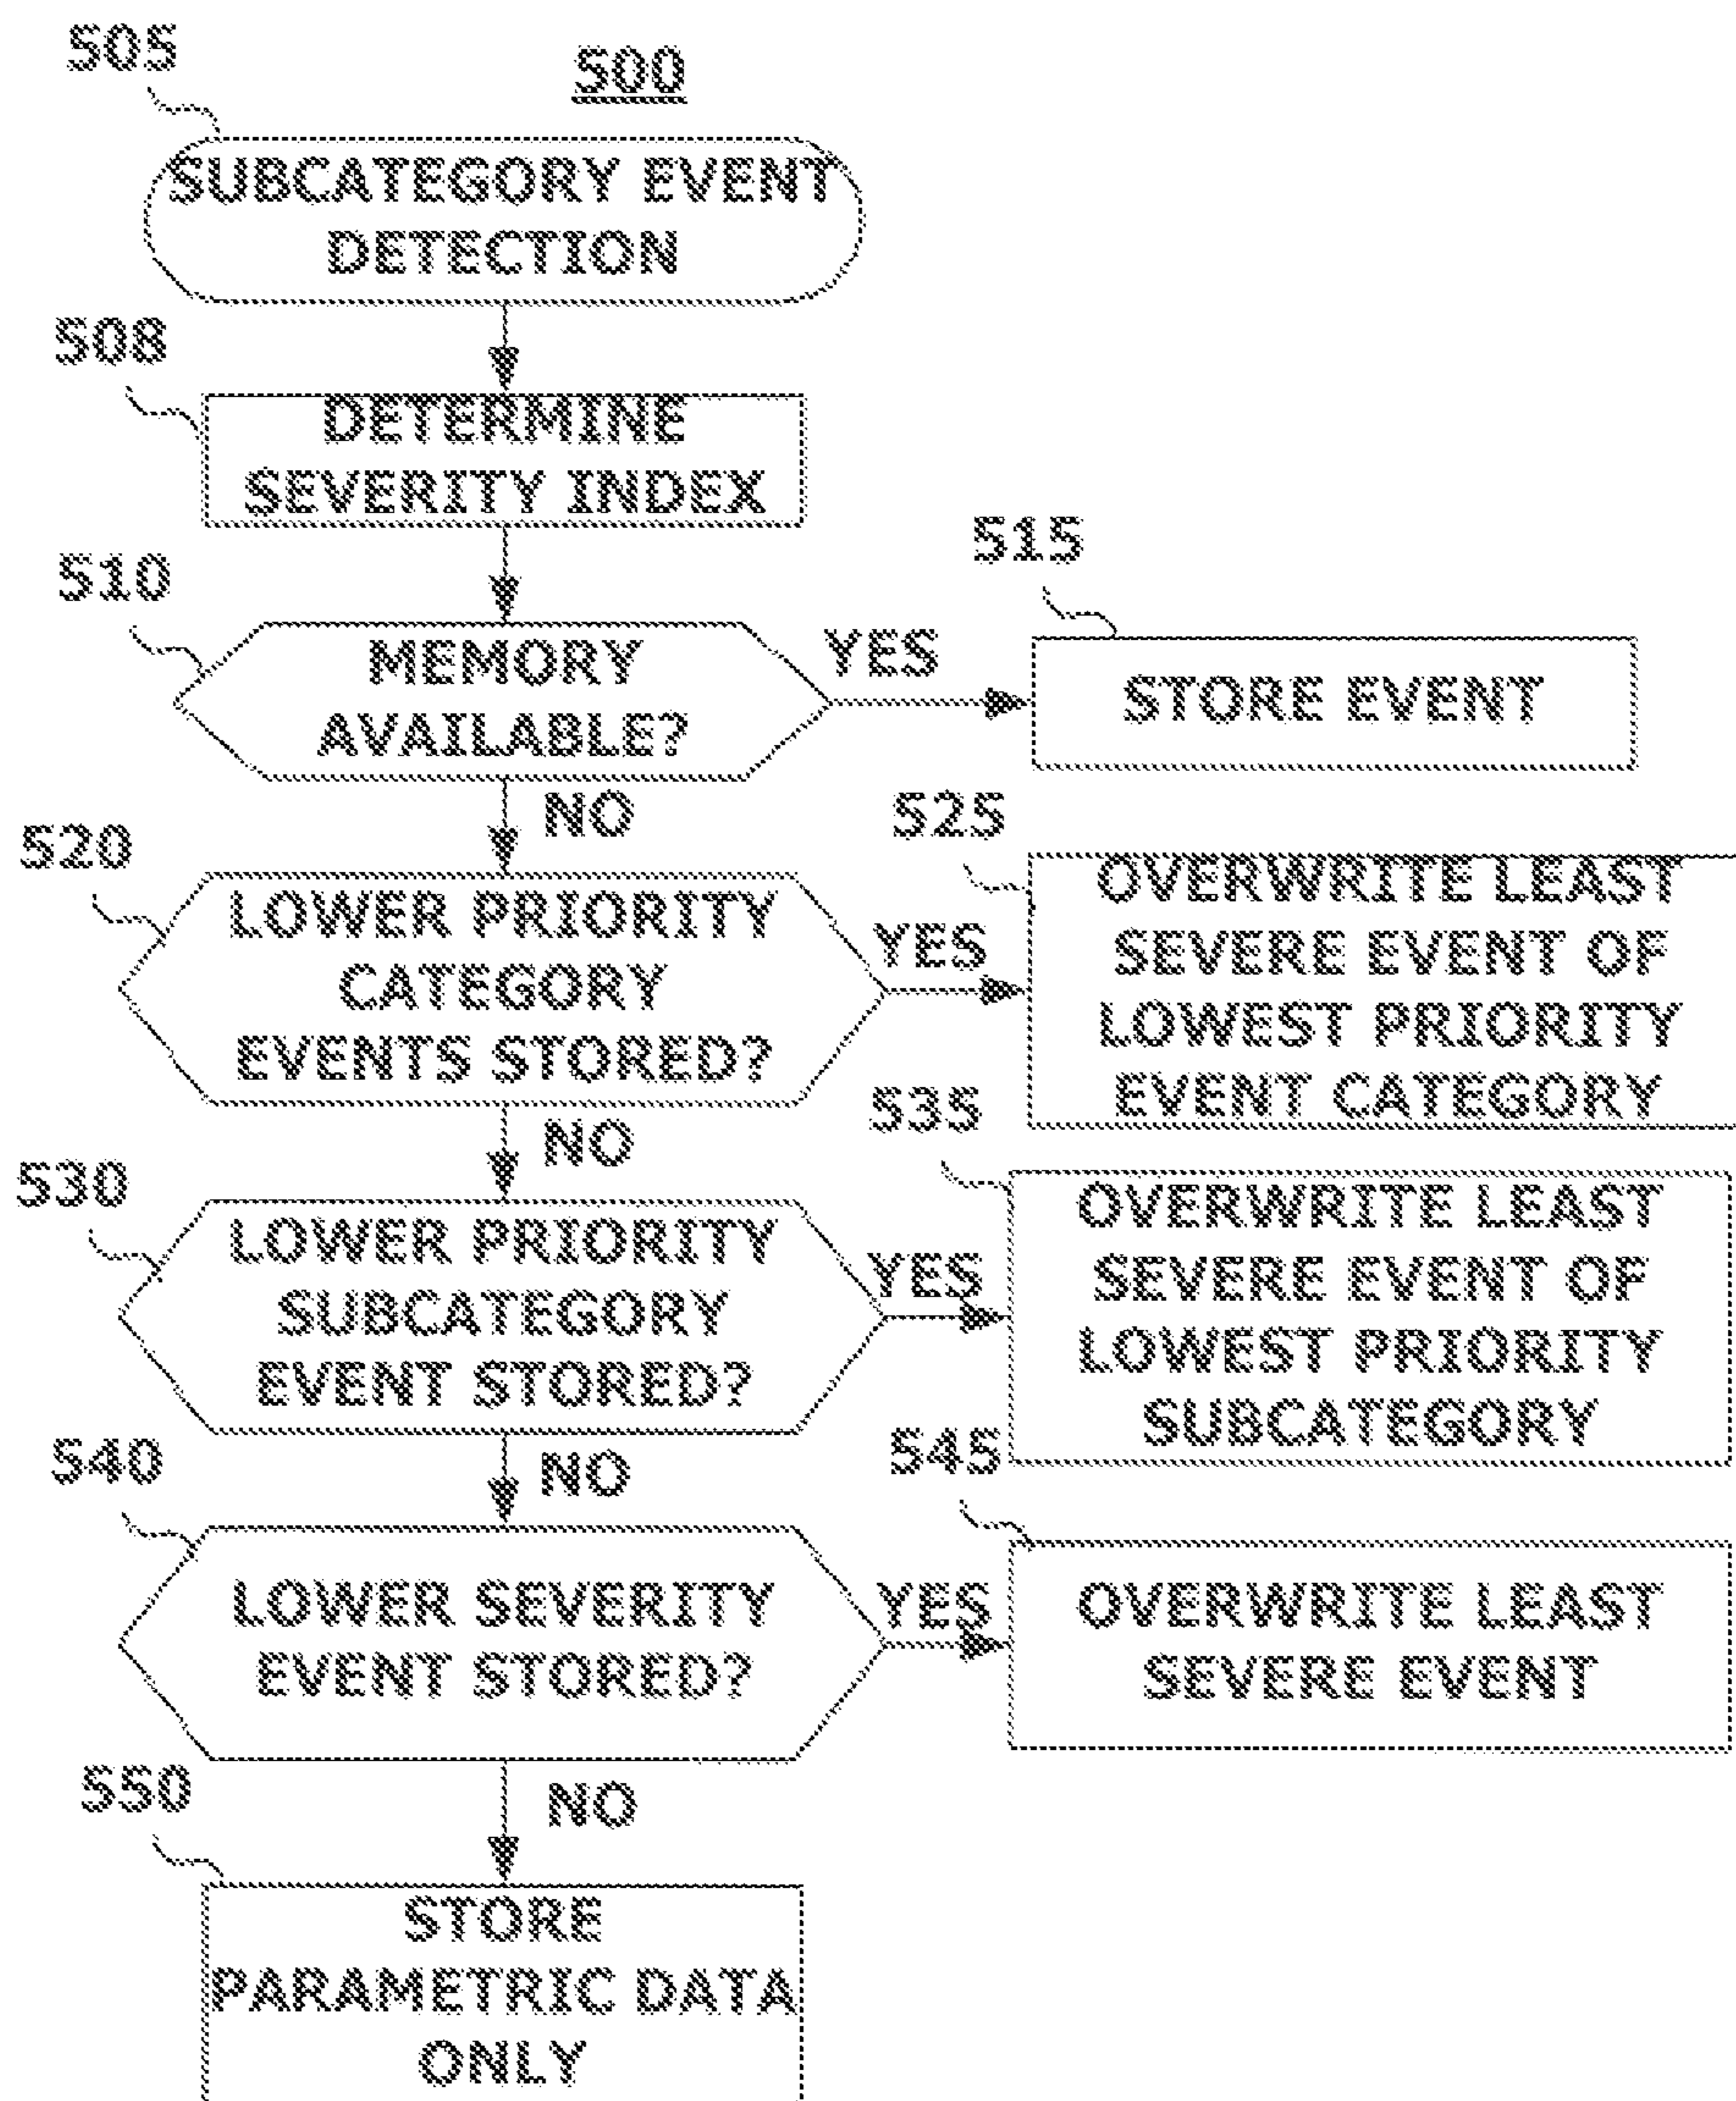 505
500
SUBCATEGORY EVENT
DETECTION
508
DETERMINE
SEVERITY INDEX
510
MEMORY
AVAILABLE?
YES
515
STORE EVENT
NO
520
LOWER PRIORITY
CATEGORY
EVENTS STORED?
YES
525
OVERWRITE LEAST
SEVERE EVENT OF
LOWEST PRIORITY
EVENT CATEGORY
NO
530
LOWER PRIORITY
SUBCATEGORY
EVENT STORED?
YES
535
OVERWRITE LEAST
SEVERE EVENT OF
LOWEST PRIORITY
SUBCATEGORY
NO
540
LOWER SEVERITY
EVENT STORED?
YES
545
OVERWRITE LEAST
SEVERE EVENT
NO
550
STORE
PARAMETRIC DATA
ONLY